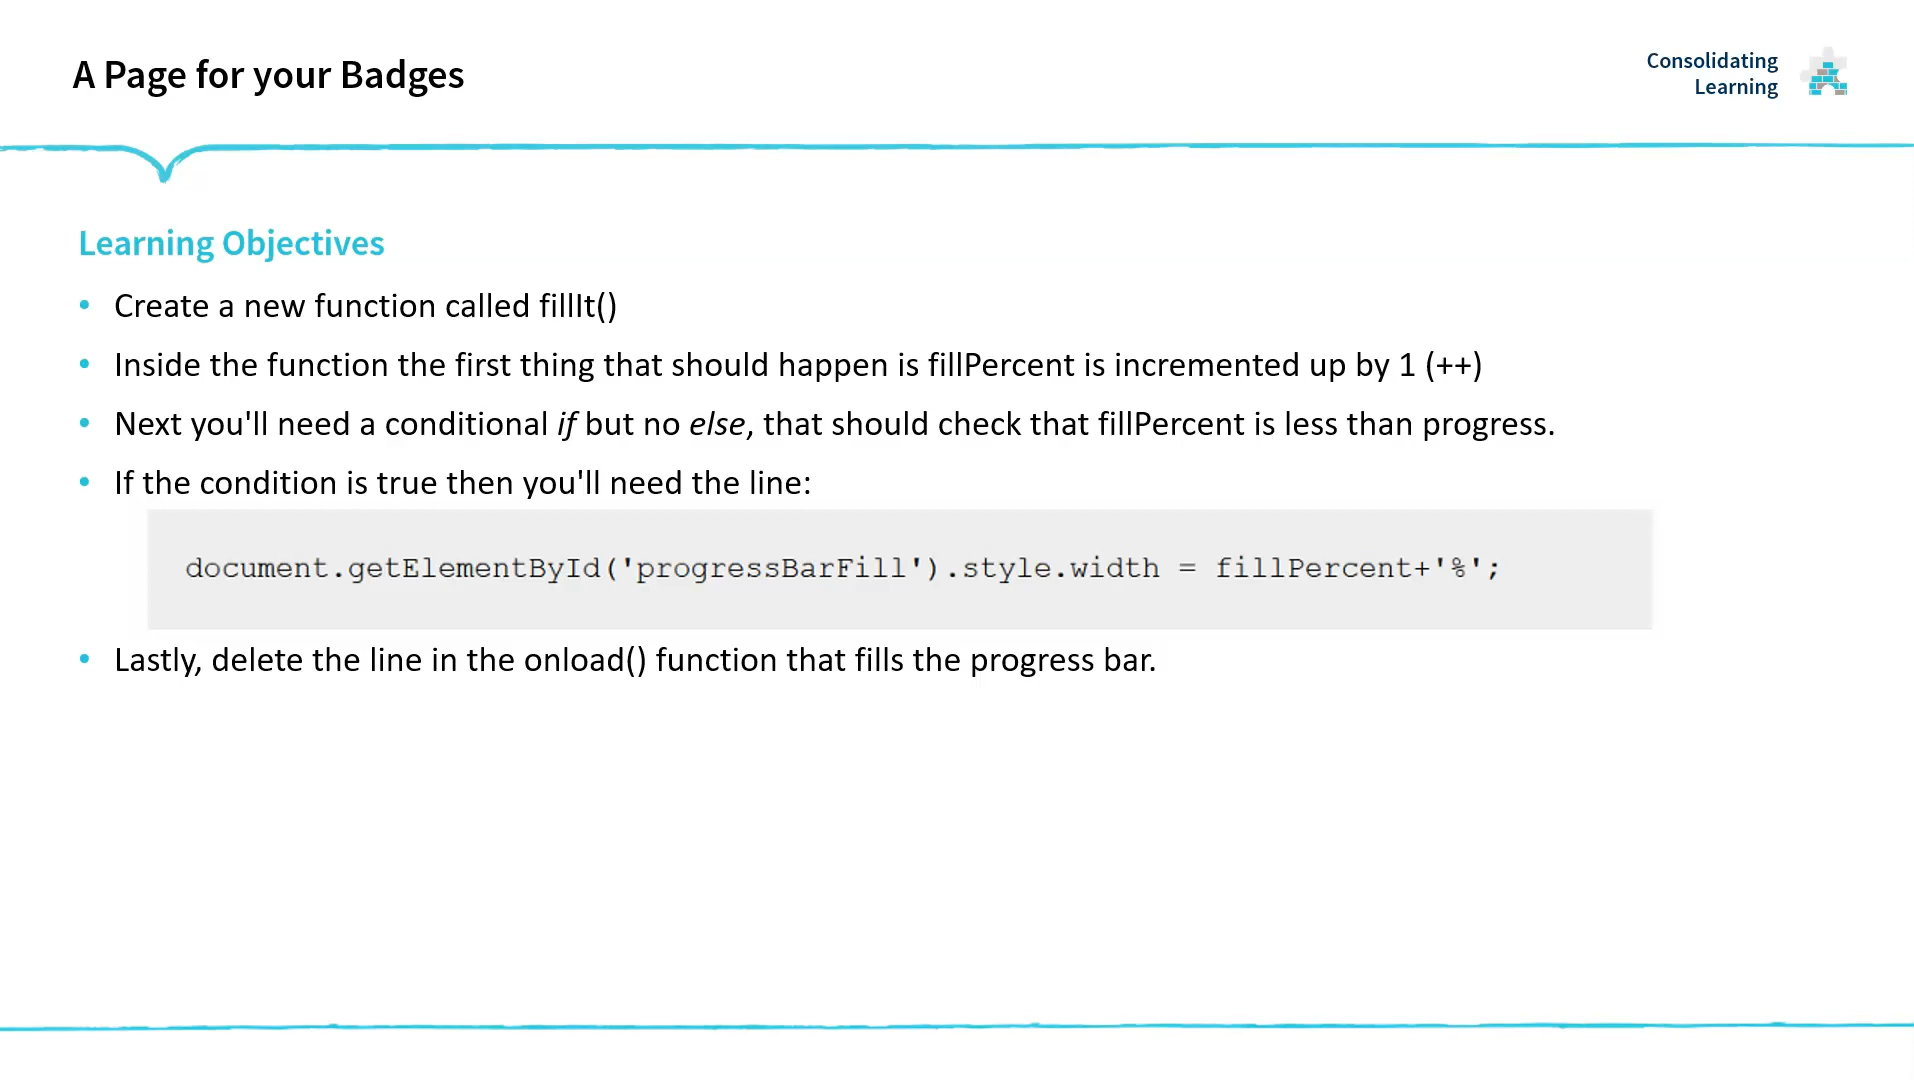 A Page for your Badges
Consolidating
Learning
Learning Objectives
• Create a new function called fillIt()
• Inside the function the first thing that should happen is fillPercent is incremented up by 1 (++)
• Next you'll need a conditional if but no else, that should check that fillPercent is less than progress.
• If the condition is true then you'll need the line:
document.getElementById('progressBarFill').style.width = fillPercent+'%';
• Lastly, delete the line in the onload() function that fills the progress bar.